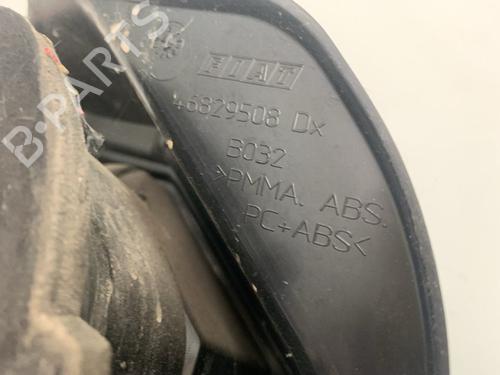 FIAT
46829508 Dx
B032
>PMMA. ABS.
PC+ABS<
B-PARTS